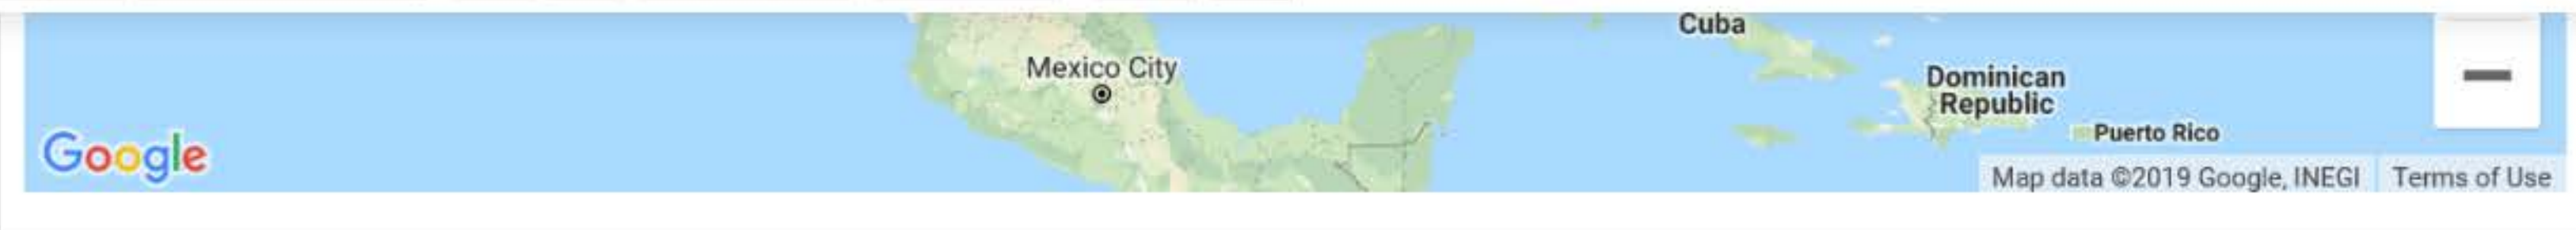 Cuba
Mexico City
Dominican
Republic
Puerto Rico
Google
Map data ©2019 Google, INEGI
Terms of Use